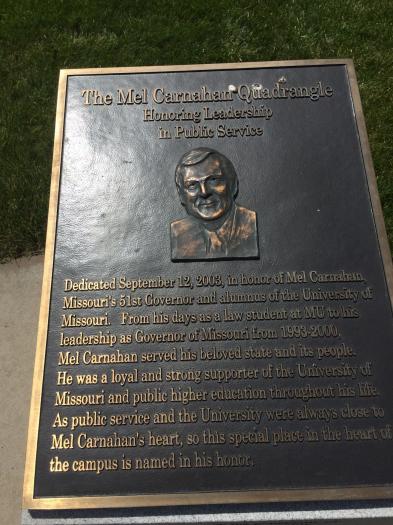 The Mel Carnahan Quadrangle
Honoring Leadership
in Public Service
Dedicated September 12, 2003, in honor of Mel Carnahan,
Missouri's 51st Governor and alumnus of the University of
Missouri. From his days as a law student at MU to his
leadership as Governor of Missouri from 1993-2000,
Mel Carnahan served his beloved state and its people.
He was a loyal and strong supporter of the University of
Missouri and public higher education throughout his life.
As public service and the University were always close to
Mel Carnahan's heart, so this special place in the heart of
the campus is named in his honor.